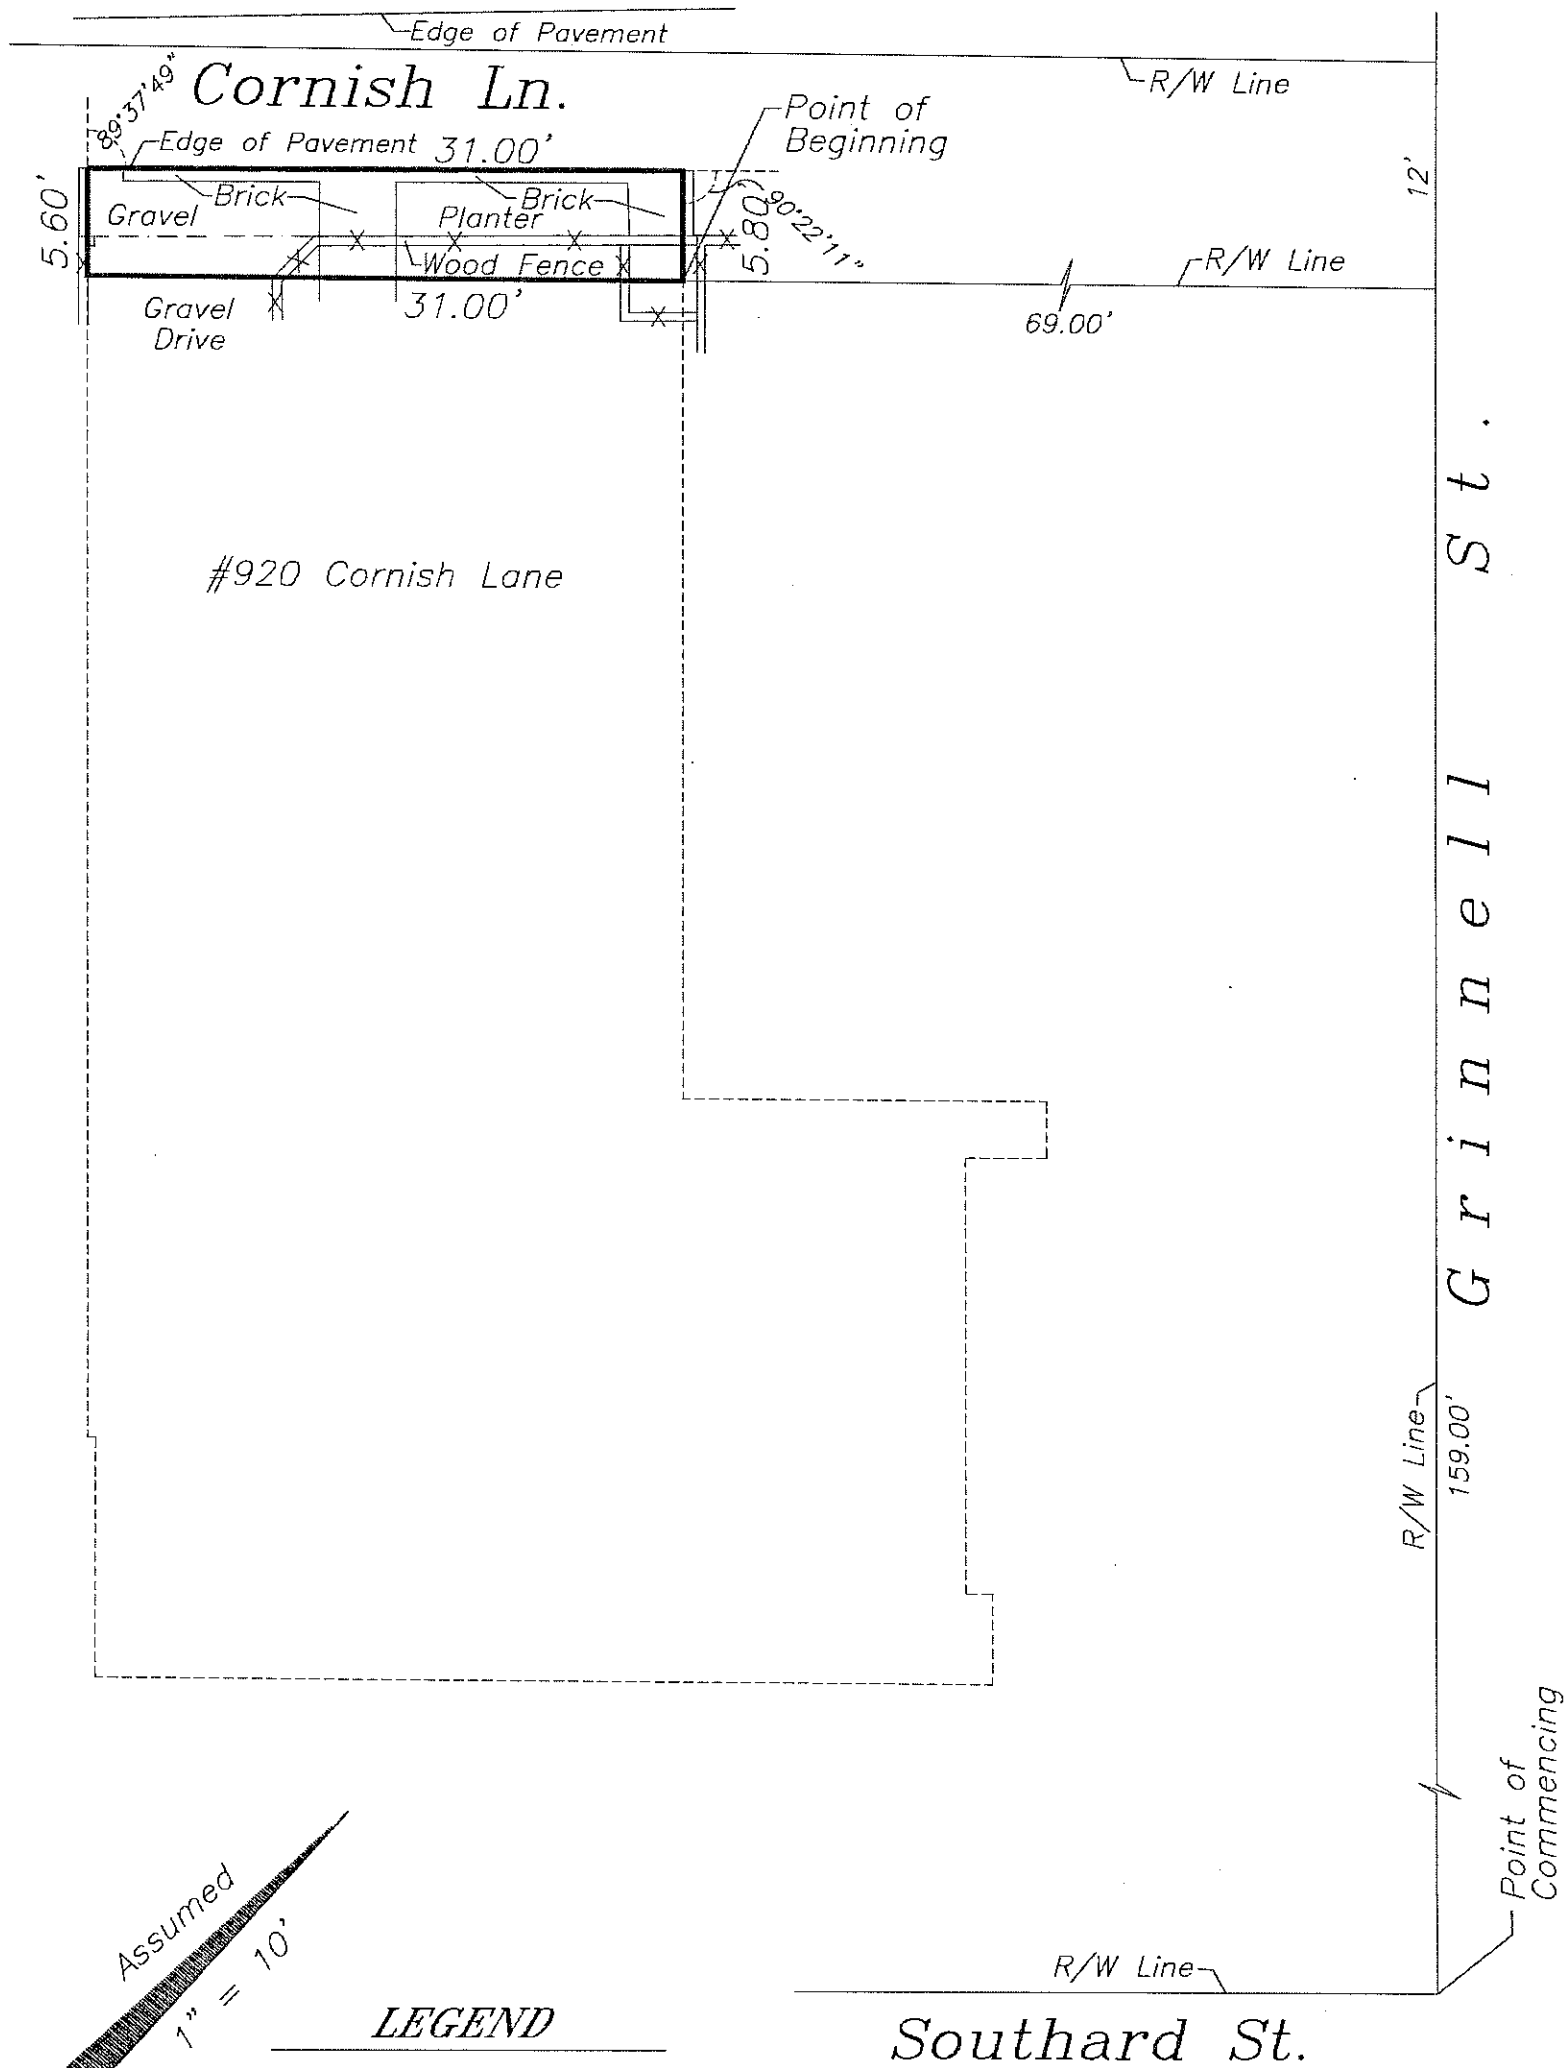 Edge of Pavement
R/W Line
Cornish Ln.
89°37'49"
Edge of Pavement
31.00'
Point of
Beginning
12'
5.60'
Brick
Brick
Gravel
Planter
5.80'
90°22'11"
Wood Fence
R/W Line
Gravel
Drive
31.00'
69.00'
#920 Cornish Lane
Grinnell St.
R/W Line
159.00'
Point of
Commencing
Assumed
1" = 10'
R/W Line
LEGEND
Southard St.